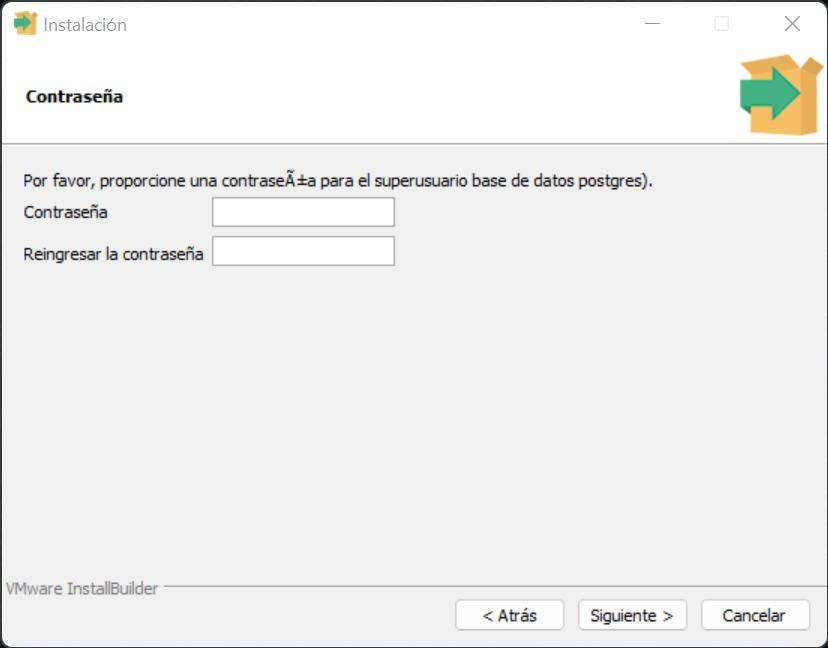 Instalación
Contraseña
Por favor, proporcione una contraseÃ±a para el superusuario base de datos postgres).
Contraseña
Reingresar la contraseña
VMware InstallBuilder
< Atrás
Siguiente >
Cancelar